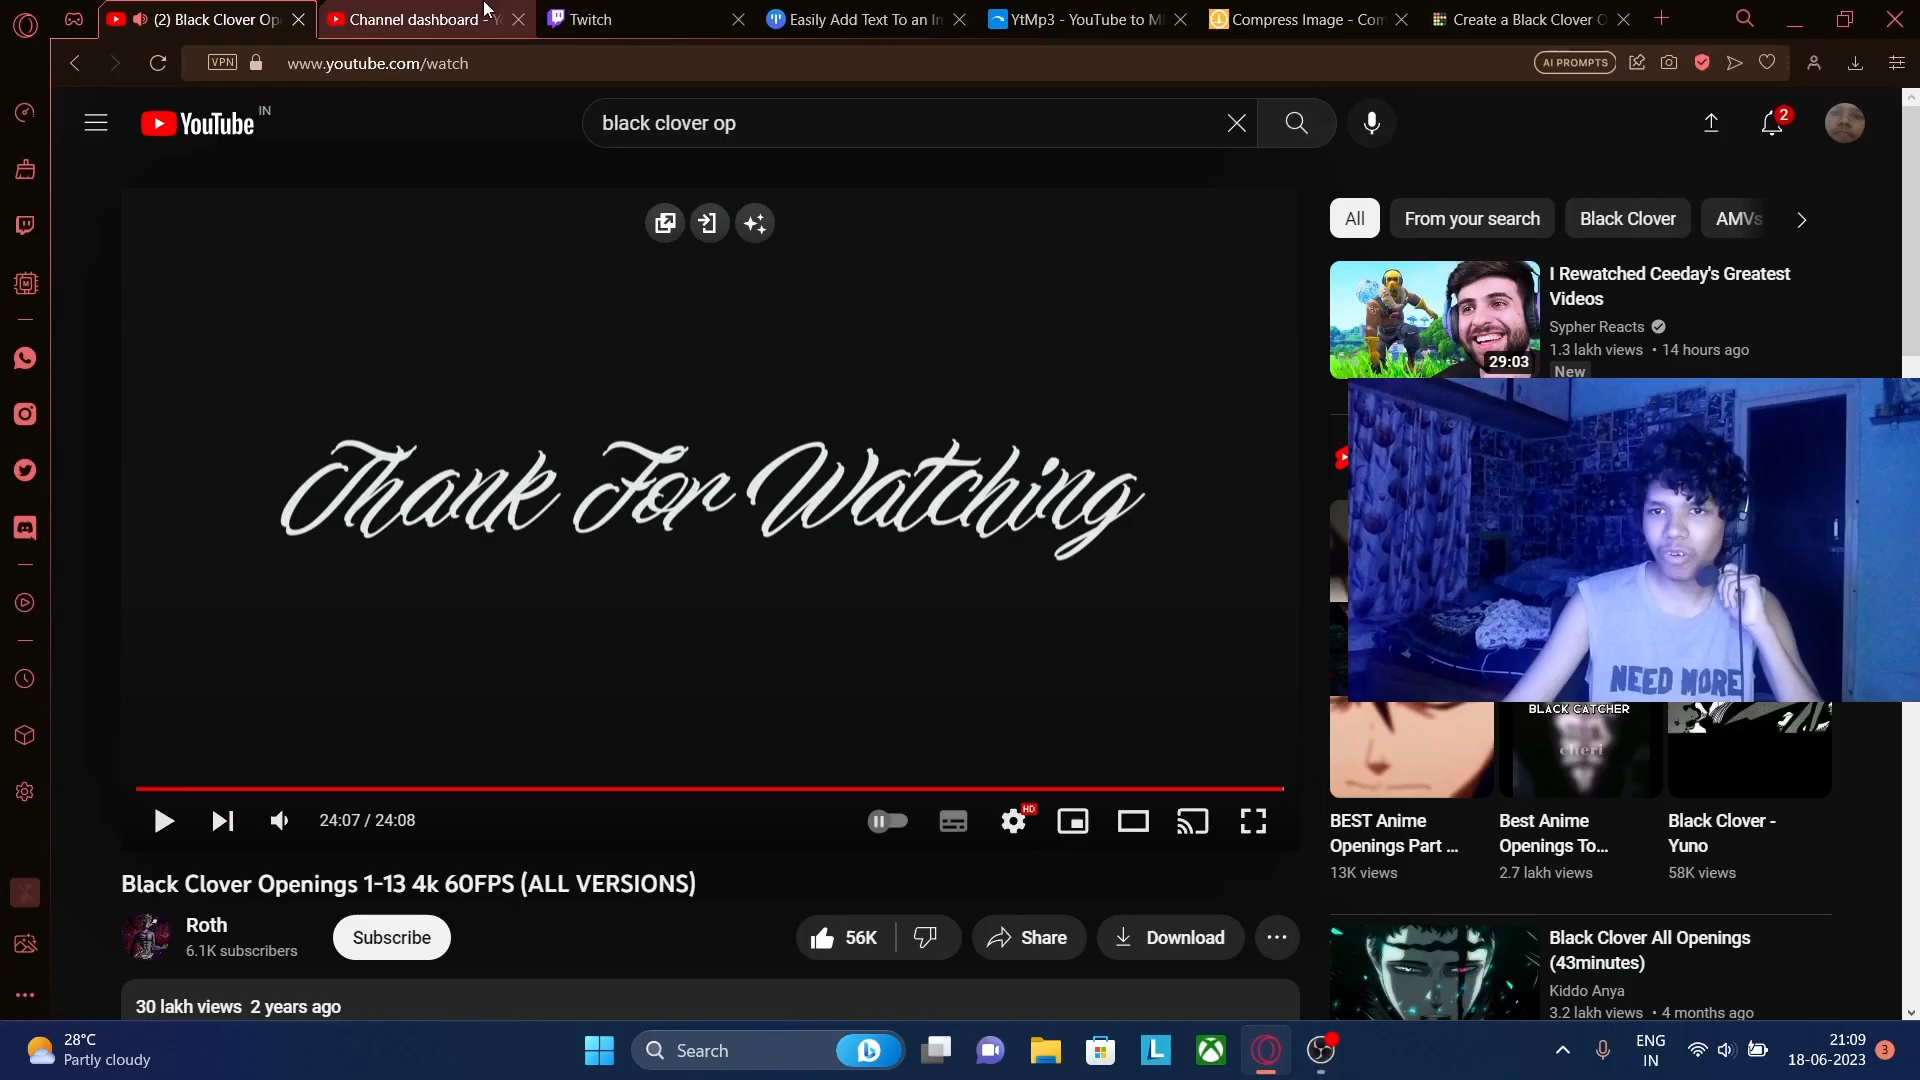 (2) Black Clover Op
Channel dashboard - Y
Twitch
Easily Add Text To an In
YtMp3 - YouTube to M
Compress Image - Com
Create a Black Clover O
VPN
www.youtube.com/watch
AI PROMPTS
YouTube IN
black clover op
2
All
From your search
Black Clover
AMVs
Thank For Watching
I Rewatched Ceeday's Greatest
Videos
Sypher Reacts
1.3 lakh views • 14 hours ago
New
29:03
NEED MORE
BLACK CATCHER
cheri
24:07 / 24:08
HD
BEST Anime
Openings Part ...
13K views
Best Anime
Openings To...
2.7 lakh views
Black Clover -
Yuno
58K views
Black Clover Openings 1-13 4k 60FPS (ALL VERSIONS)
Roth
6.1K subscribers
Subscribe
56K
Share
Download
Black Clover All Openings
(43minutes)
Kiddo Anya
3.2 lakh views • 4 months ago
30 lakh views 2 years ago
28°C
Partly cloudy
Search
L
ENG
IN
21:09
18-06-2023
3